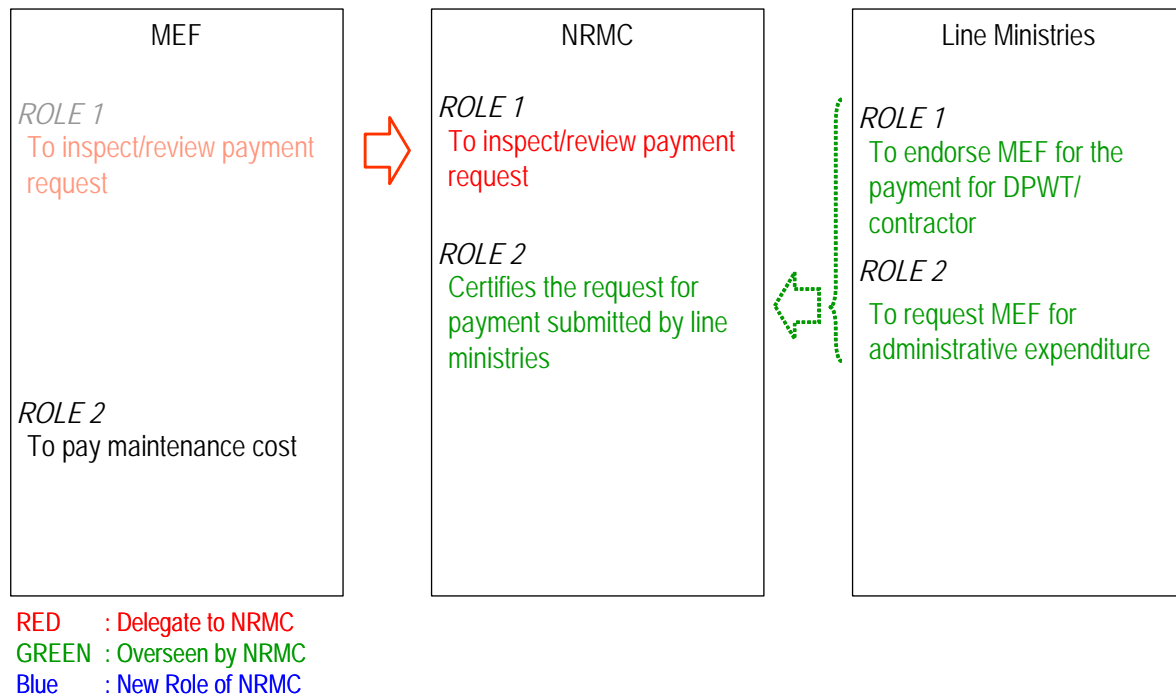 MEF
ROLE 1
To inspect/review payment
request
ROLE 2
To pay maintenance cost
NRMC
ROLE 1
To inspect/review payment
request
ROLE 2
Certifies the request for
payment submitted by line
ministries
Line Ministries
ROLE 1
To endorse MEF for the
payment for DPWT/
contractor
ROLE 2
To request MEF for
administrative expenditure
RED : Delegate to NRMC
GREEN : Overseen by NRMC
Blue : New Role of NRMC